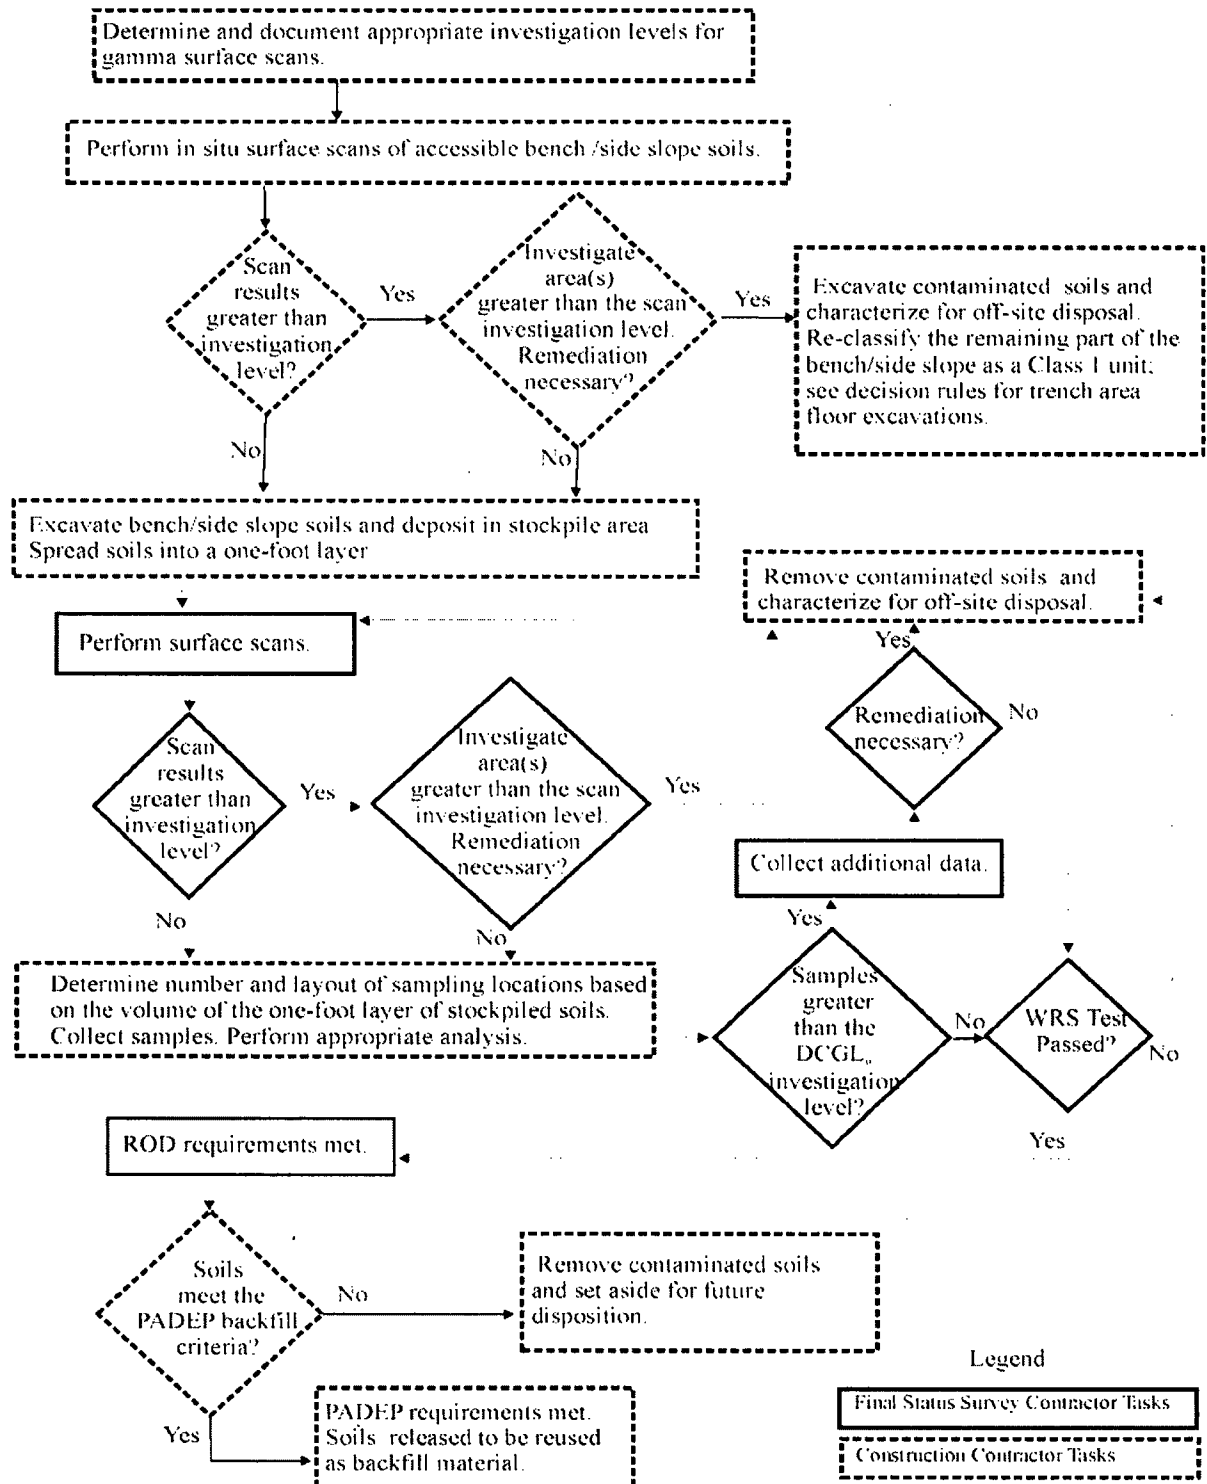 Determine and document appropriate investigation levels for
gamma surface scans.
Perform in situ surface scans of accessible bench /side slope soils.
Scan
results
greater than
investigation
level?
Yes
No
Investigate
area(s)
greater than the scan
investigation level.
Remediation
necessary?
Yes
No
Excavate contaminated soils and
characterize for off-site disposal.
Re-classify the remaining part of the
bench/side slope as a Class 1 unit;
see decision rules for trench area
floor excavations.
Excavate bench/side slope soils and deposit in stockpile area
Spread soils into a one-foot layer
Remove contaminated soils and
characterize for off-site disposal.
Perform surface scans.
Yes
Remediation
necessary?
No
Scan
results
greater than
investigation
level?
Yes
No
Investigate
area(s)
greater than the scan
investigation level.
Remediation
necessary?
Yes
No
Collect additional data.
Yes
Determine number and layout of sampling locations based
on the volume of the one-foot layer of stockpiled soils.
Collect samples. Perform appropriate analysis.
Samples
greater
than the
DCGLw
investigation
level?
No
WRS Test
Passed?
No
Yes
ROD requirements met.
Soils
meet the
PADEP backfill
criteria?
No
Remove contaminated soils
and set aside for future
disposition.
Yes
PADEP requirements met.
Soils released to be reused
as backfill material.
Legend
Final Status Survey Contractor Tasks
Construction Contractor Tasks